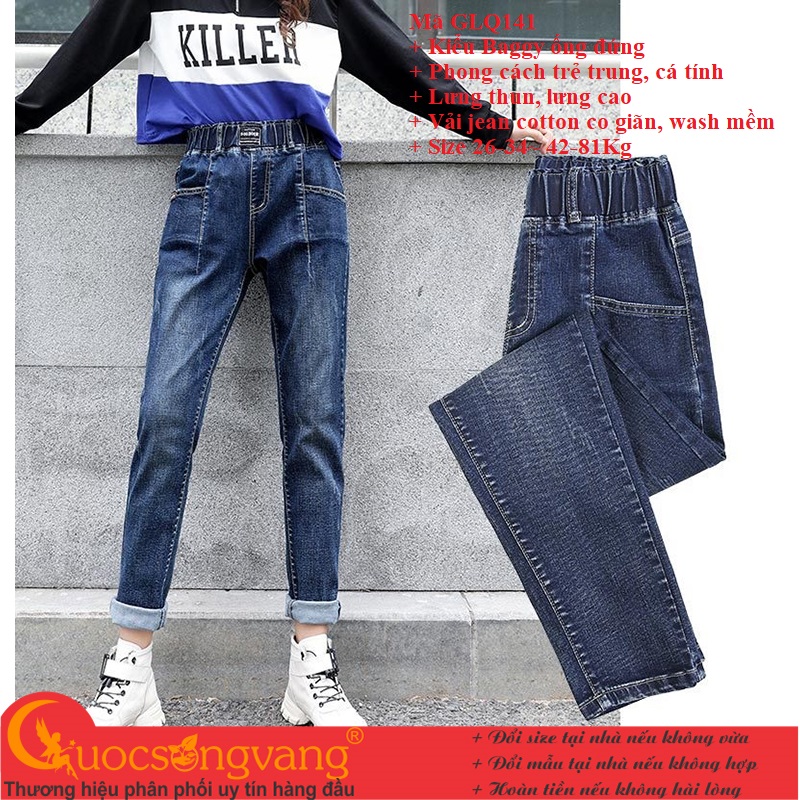 KILLER
Mã GLQ141
+ Kiểu Baggy ống đứng
+ Phong cách trẻ trung, cá tính
+ Lưng thun, lưng cao
+ Vải jean cotton co giãn, wash mềm
+ Size 26-34 - 42-81Kg
Cuocsongvang®
Thương hiệu phân phối uy tín hàng đầu
+ Đổi size tại nhà nếu không vừa
+ Đổi mẫu tại nhà nếu không hợp
+ Hoàn tiền nếu không hài lòng